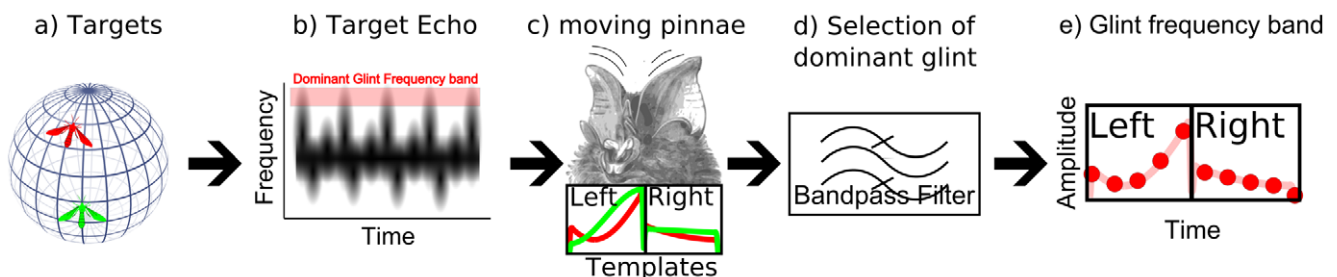 a) Targets
b) Target Echo
c) moving pinnae
d) Selection of
dominant glint
e) Glint frequency band
Dominant Glint Frequency band
Frequency
Time
Left Right
Templates
Bandpass Filter
Amplitude
Left Right
Time